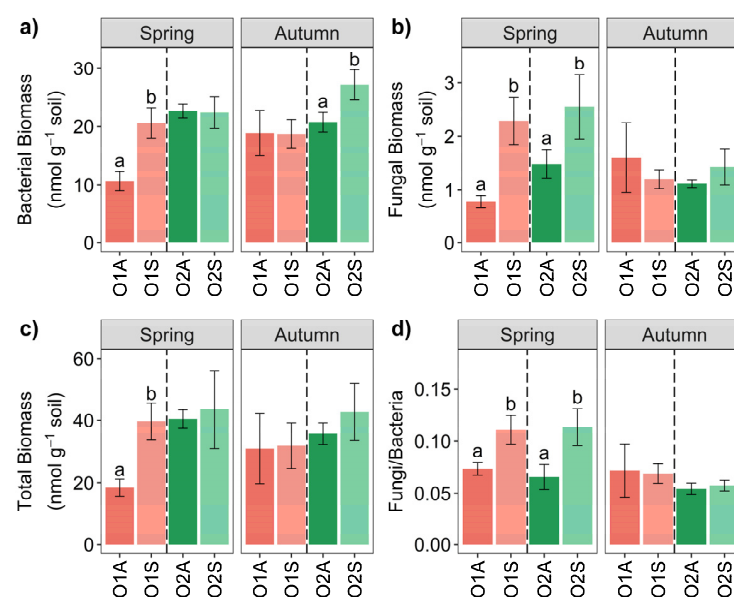 a)
Spring
Autumn
Bacterial Biomass
(nmol g⁻¹ soil)
30
20
10
0
a
b
a
b
O1A
O1S
O2A
O2S
O1A
O1S
O2A
O2S
b)
Spring
Autumn
Fungal Biomass
(nmol g⁻¹ soil)
3
2
1
0
a
b
a
b
O1A
O1S
O2A
O2S
O1A
O1S
O2A
O2S
c)
Spring
Autumn
Total Biomass
(nmol g⁻¹ soil)
60
40
20
0
a
b
O1A
O1S
O2A
O2S
O1A
O1S
O2A
O2S
d)
Spring
Autumn
Fungi/Bacteria
0.15
0.10
0.05
0.00
a
b
a
b
O1A
O1S
O2A
O2S
O1A
O1S
O2A
O2S